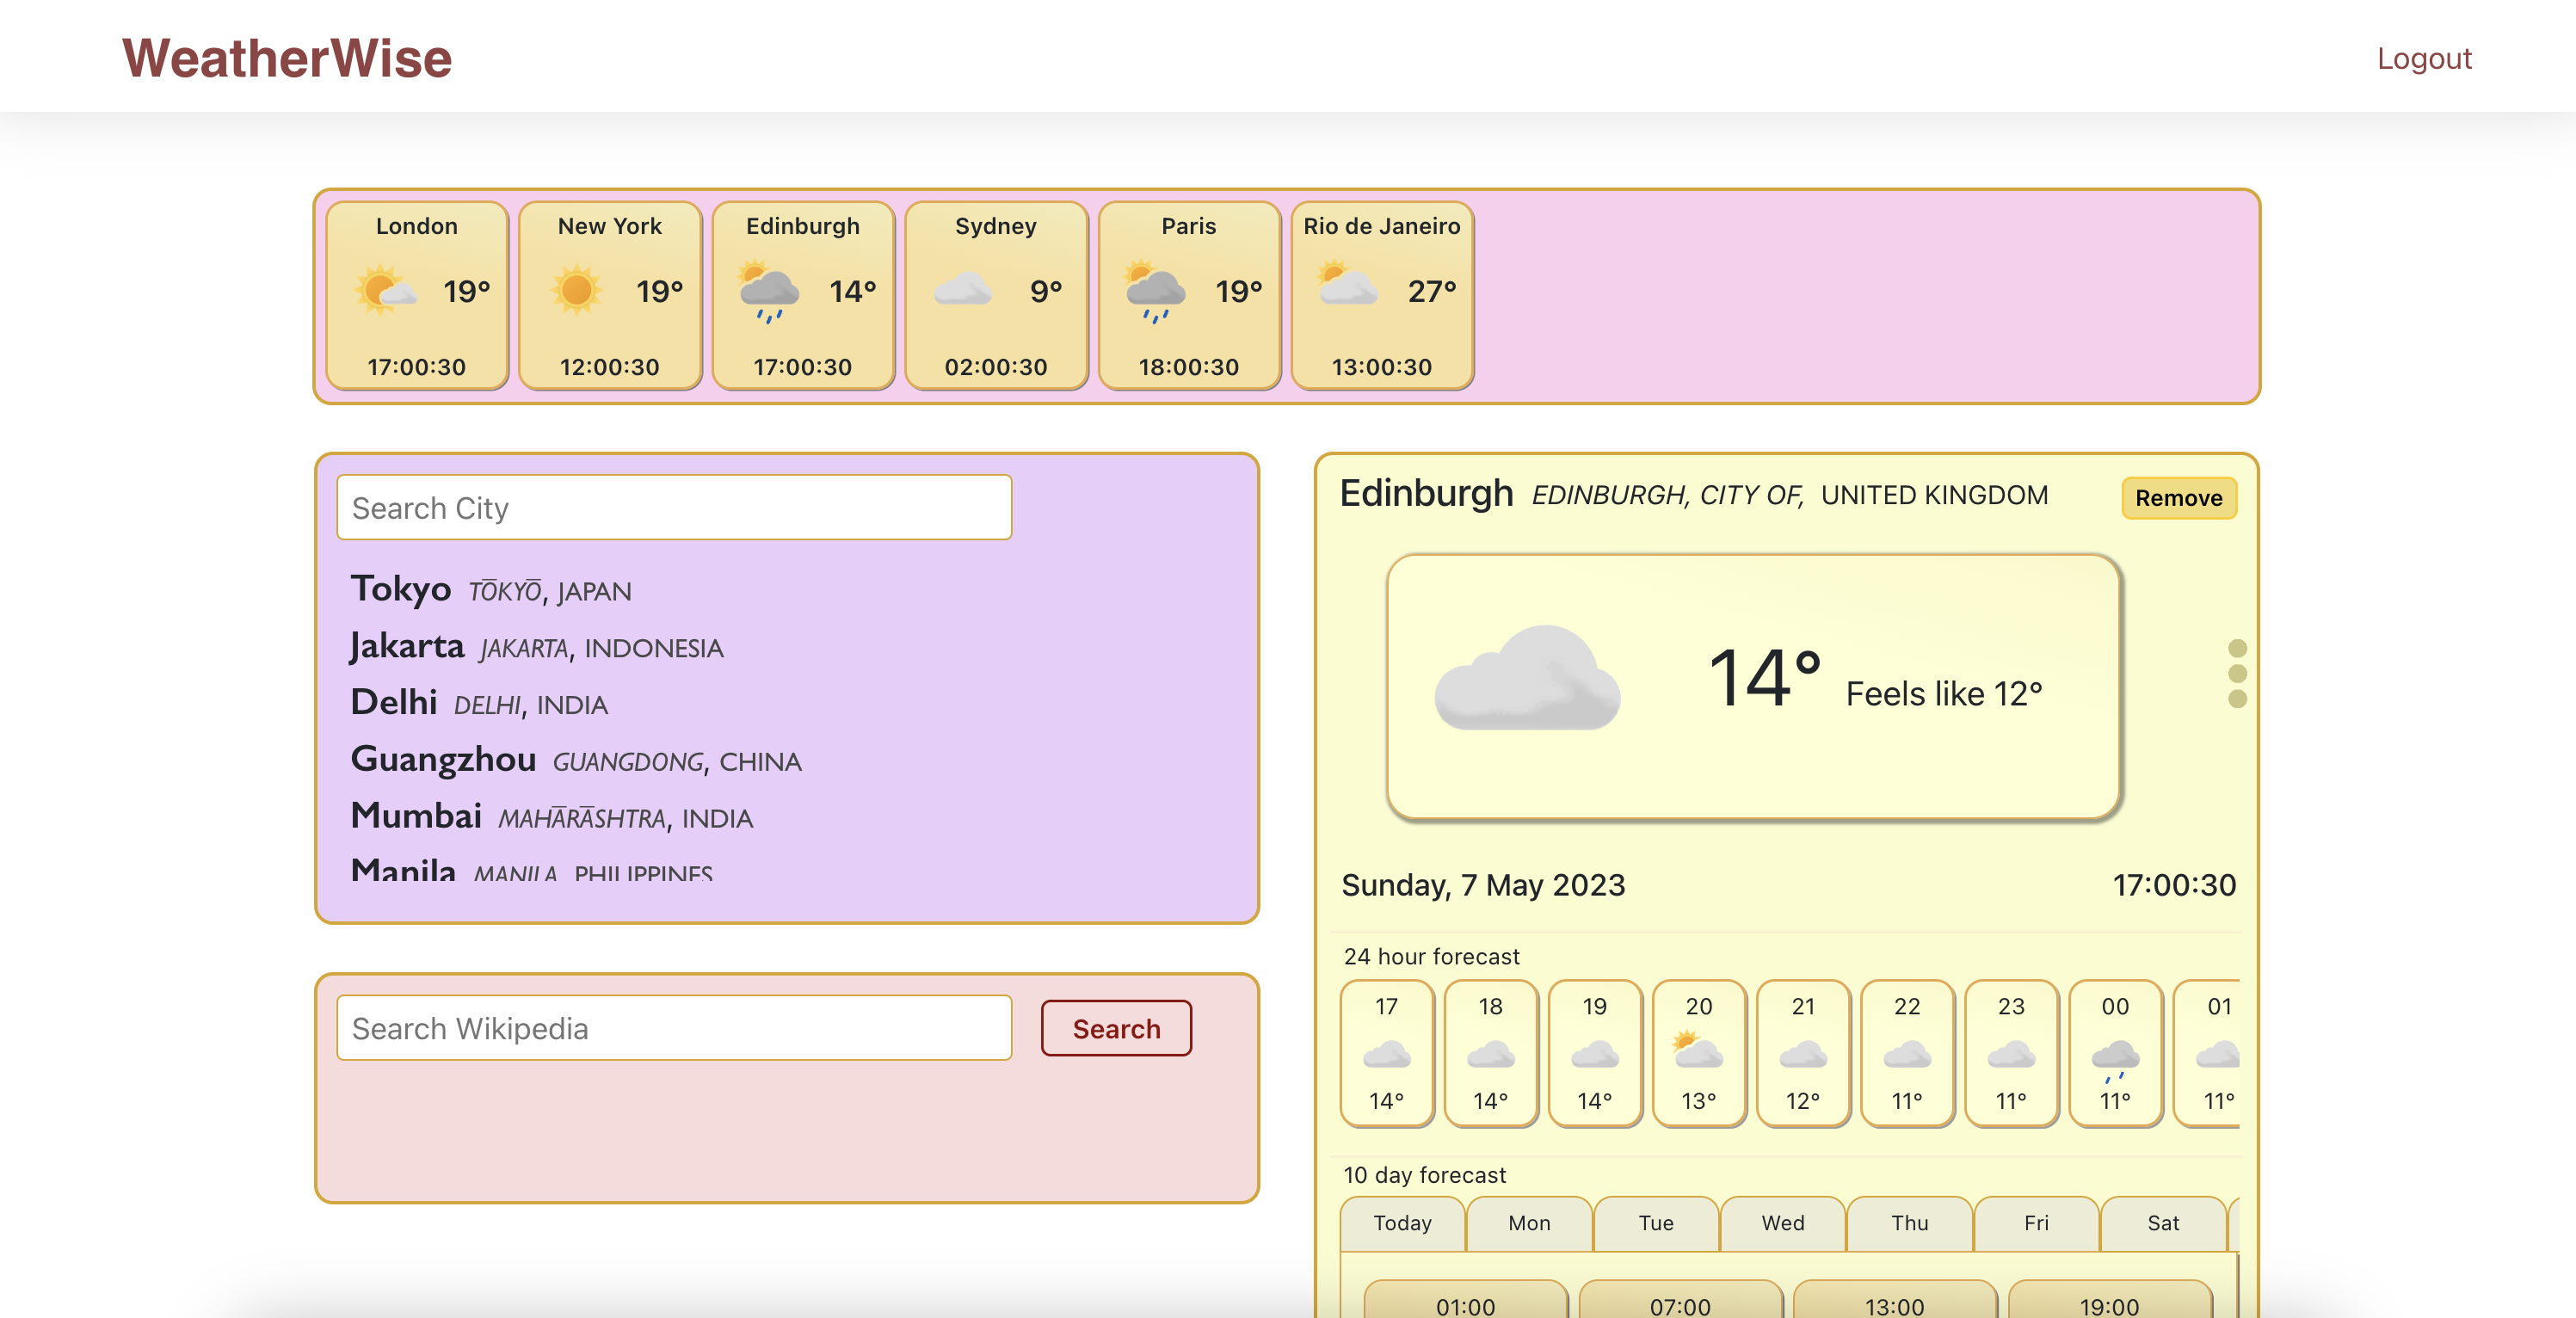 WeatherWise
Logout
London
19°
17:00:30
New York
19°
12:00:30
Edinburgh
14°
17:00:30
Sydney
9°
02:00:30
Paris
19°
18:00:30
Rio de Janeiro
27°
13:00:30
Search City
Tokyo TŌKYŌ, JAPAN
Jakarta JAKARTA, INDONESIA
Delhi DELHI, INDIA
Guangzhou GUANGDONG, CHINA
Mumbai MAHĀRĀSHTRA, INDIA
Manila MANILA, PHILIPPINES
Search Wikipedia
Search
Edinburgh EDINBURGH, CITY OF, UNITED KINGDOM
Remove
14° Feels like 12°
Sunday, 7 May 2023 17:00:30
24 hour forecast
17 18 19 20 21 22 23 00 01
14° 14° 14° 13° 12° 11° 11° 11° 11°
10 day forecast
Today Mon Tue Wed Thu Fri Sat
01:00 07:00 13:00 19:00